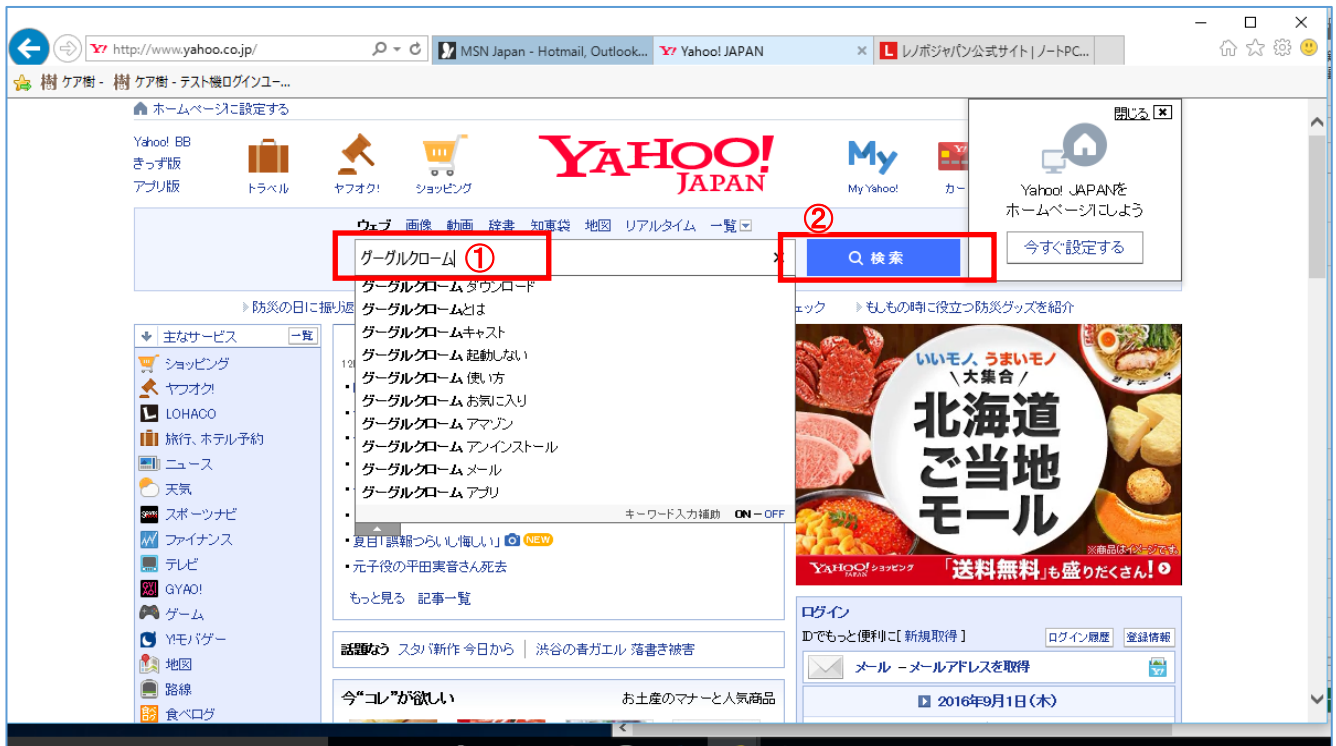 http://www.yahoo.co.jp/
MSN Japan - Hotmail, Outlook...
Yahoo! JAPAN
レノボジャパン公式サイト | ノートPC...
ケア樹 -
ケア樹 - テスト機ログインユー...
ホームページに設定する
閉じる
Yahoo! BB
きっず版
アプリ版
トラベル
ヤフオク!
ショッピング
YAHOO!
JAPAN
My
My Yahoo!
カー
Yahoo! JAPANを
ホームページにしよう
今すぐ設定する
ウェブ 画像 動画 辞書 知恵袋 地図 リアルタイム 一覧
②
グーグルクローム
①
検索
グーグルクローム ダウンロード
グーグルクロームとは
グーグルクロームキャスト
グーグルクローム 起動しない
グーグルクローム 使い方
グーグルクローム お気に入り
グーグルクローム アマゾン
グーグルクローム アンインストール
グーグルクローム メール
グーグルクローム アプリ
キーワード入力補助 ON-OFF
防災の日に振り返
ェック
もしもの時に役立つ防災グッズを紹介
主なサービス
一覧
ショッピング
ヤフオク!
LOHACO
旅行、ホテル予約
ニュース
天気
スポーツナビ
ファイナンス
テレビ
GYAO!
ゲーム
Y!モバゲー
地図
路線
食べログ
夏目「誤報つらいし悔しい」 NEW
元子役の平田実音さん死去
もっと見る 記事一覧
話題なう スタバ新作 今日から | 渋谷の青ガエル 落書き被害
今“コレ”が欲しい
お土産のマナーと人気商品
いいモノ、うまいモノ
大集合
北海道
ご当地
モール
※商品はイメージです。
YAHOO! JAPAN ショッピング
「送料無料」も盛りだくさん!
ログイン
IDでもっと便利に[ 新規取得 ]
ログイン履歴
登録情報
メール - メールアドレスを取得
2016年9月1日(木)